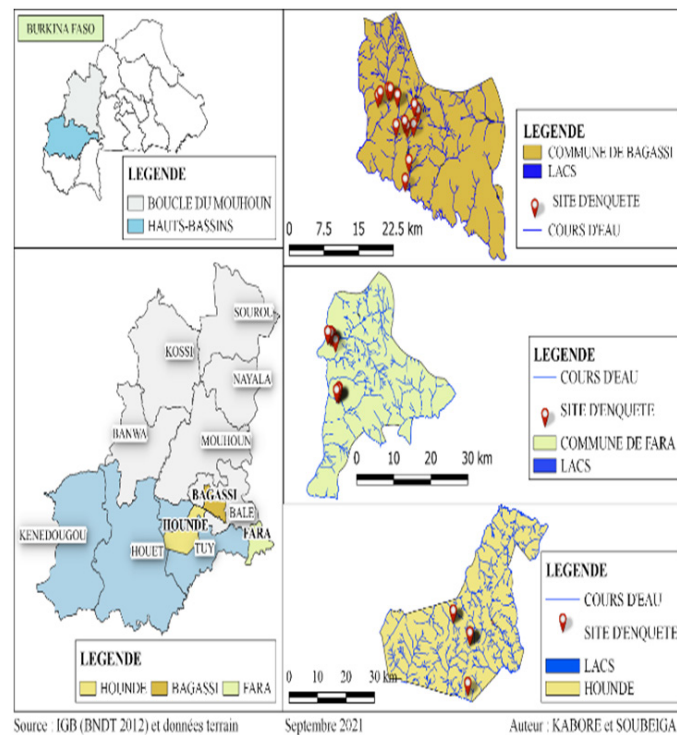 BURKINA FASO
LEGENDE
BOUCLE DU MOUHOUN
HAUTS-BASSINS
LEGENDE
COMMUNE DE BAGASSI
LACS
SITE D'ENQUETE
COURS D'EAU
0 7.5 15 22.5 km
SOUROU
KOSSI
NAYALA
BANWA
MOUHOUN
BAGASSI
BALE
HOUNDE
FARA
KENEDOUGOU
HOUET
TUY
LEGENDE
HOUNDE
BAGASSI
FARA
LEGENDE
COURS D'EAU
SITE D'ENQUETE
COMMUNE DE FARA
LACS
0 10 20 30 km
LEGENDE
COURS D'EAU
SITE D'ENQUETE
LACS
HOUNDE
0 10 20 30 km
Source : IGB (BNDT 2012) et données terrain
Septembre 2021
Auteur : KABORE et SOUBEIGA